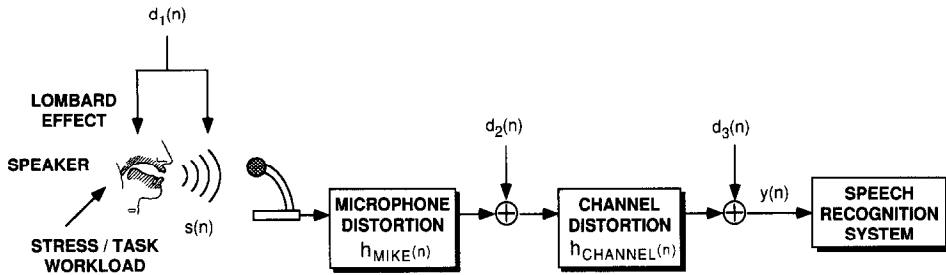 d1(n)
LOMBARD
EFFECT
SPEAKER
s(n)
STRESS / TASK
WORKLOAD
MICROPHONE
DISTORTION
hMIKE(n)
d2(n)
CHANNEL
DISTORTION
hCHANNEL(n)
d3(n)
y(n)
SPEECH
RECOGNITION
SYSTEM